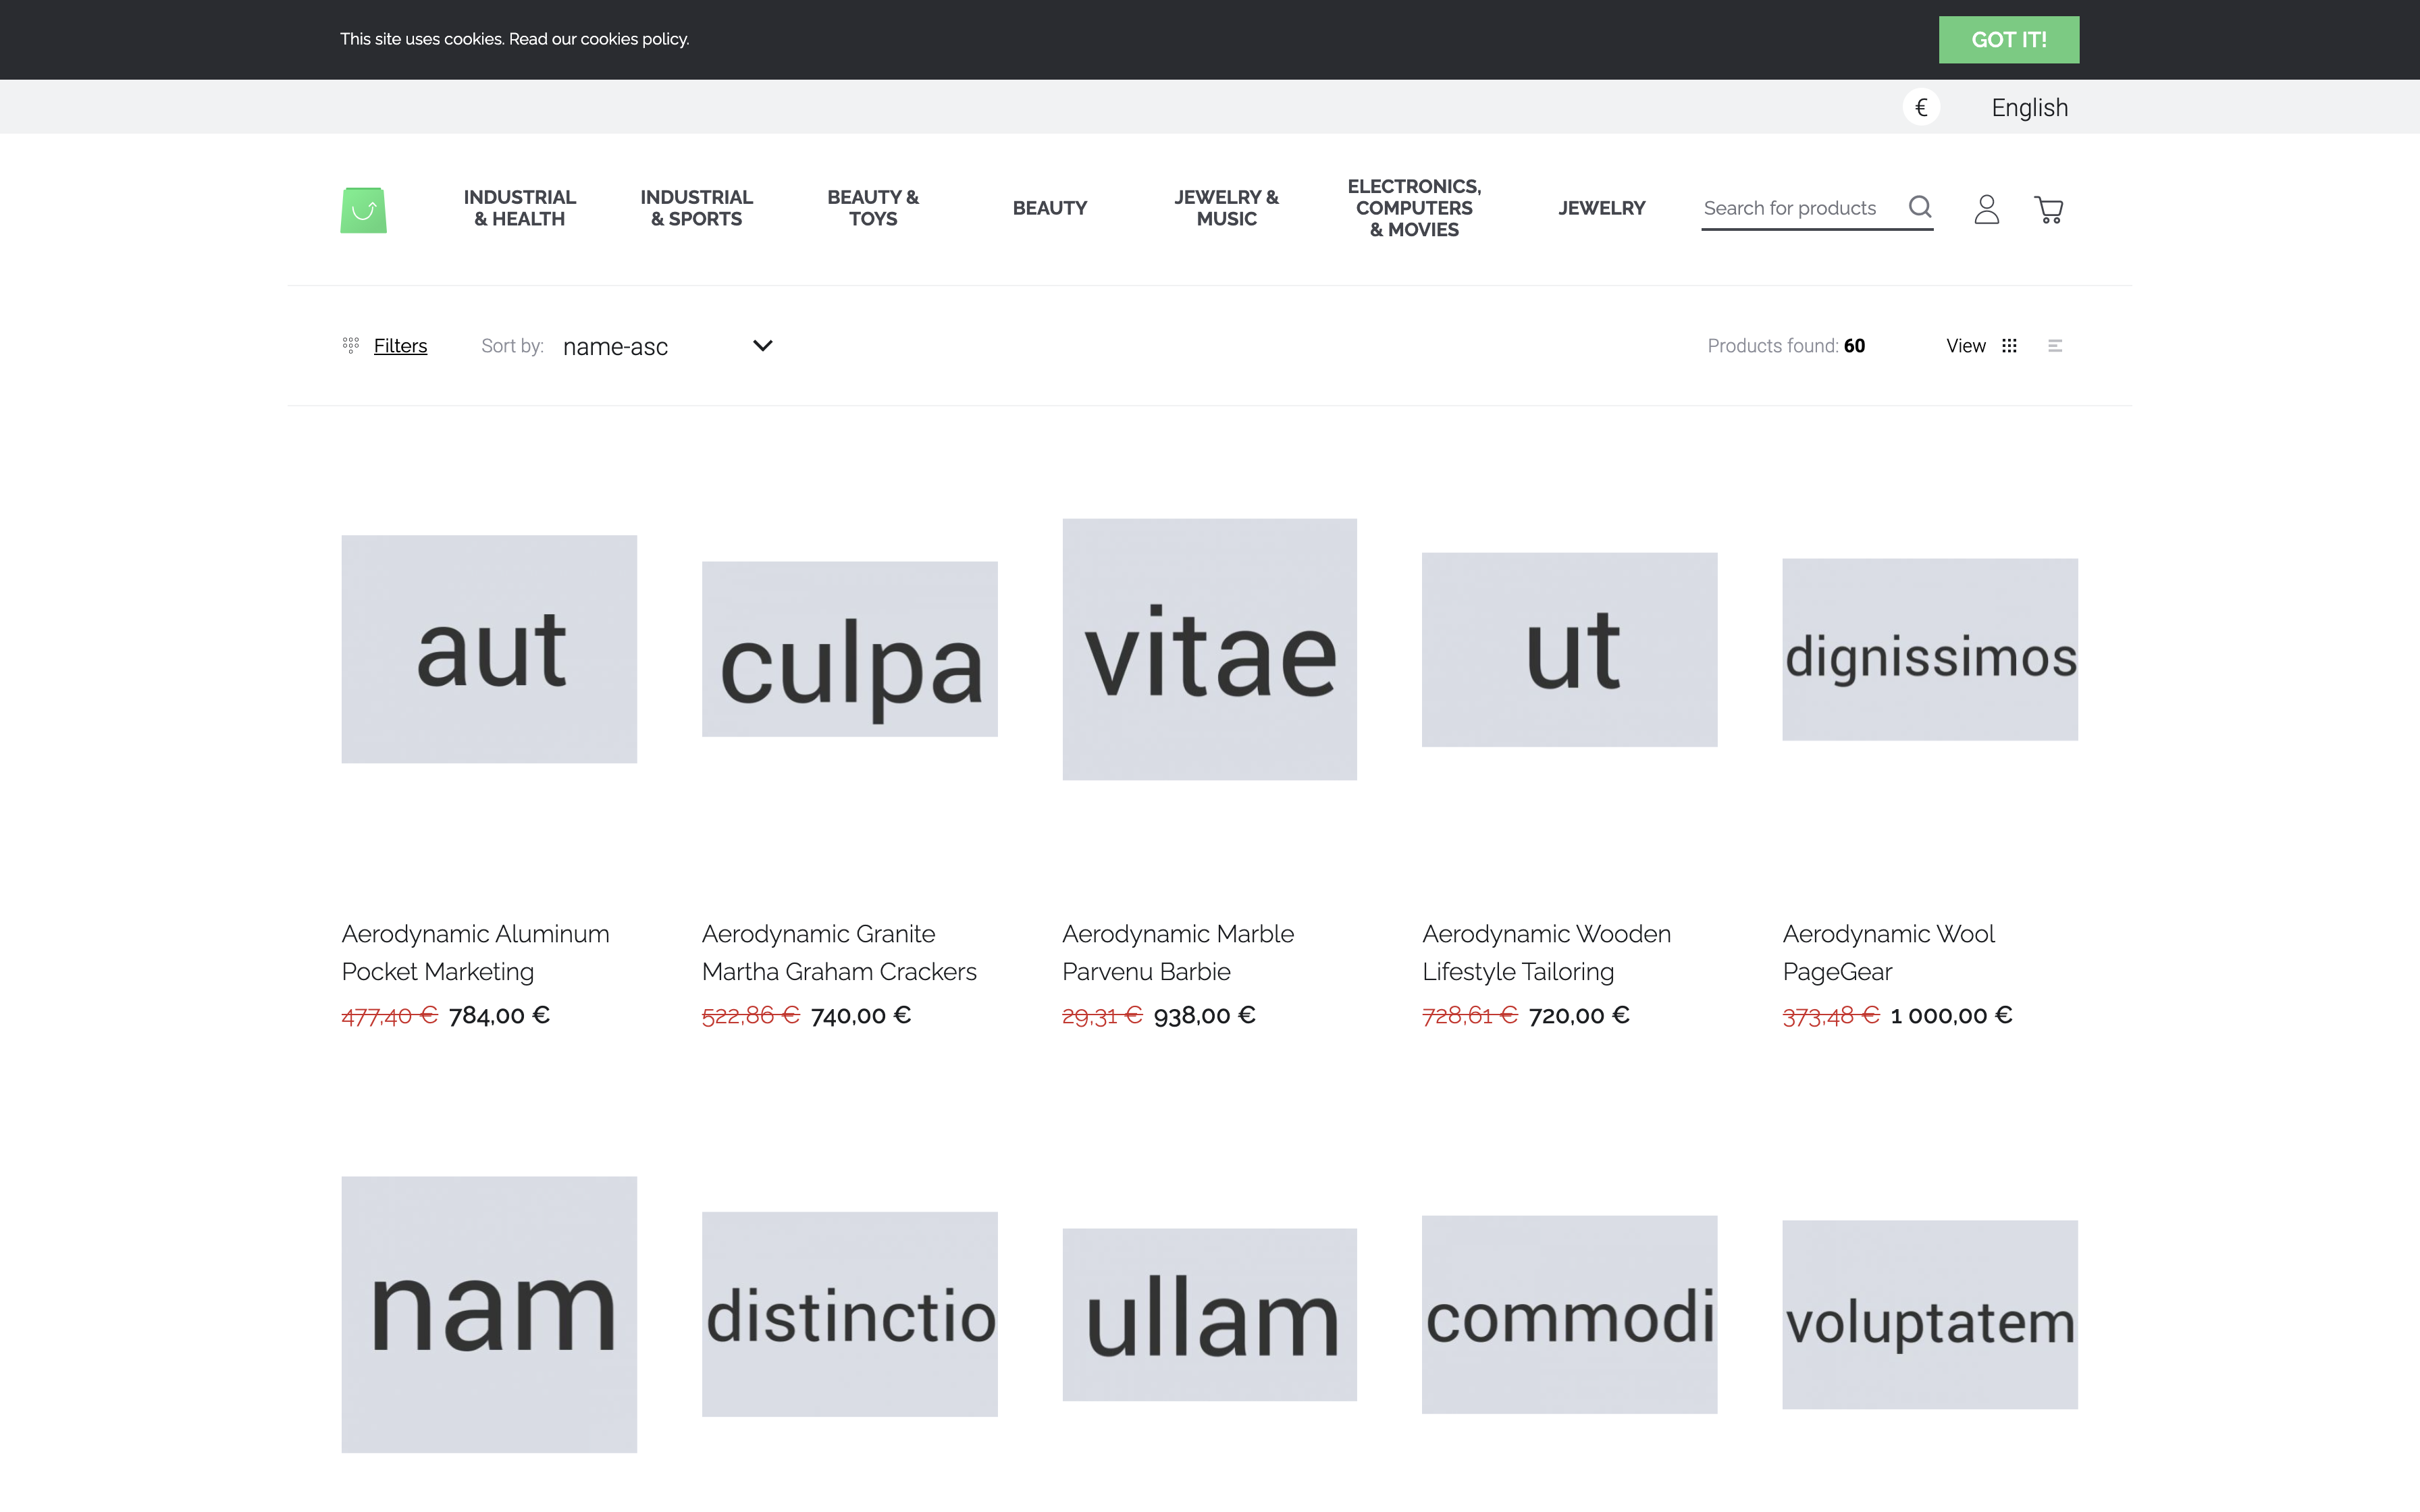 This site uses cookies. Read our cookies policy.
GOT IT!
€ English
INDUSTRIAL
& HEALTH
INDUSTRIAL
& SPORTS
BEAUTY &
TOYS
BEAUTY
JEWELRY &
MUSIC
ELECTRONICS,
COMPUTERS
& MOVIES
JEWELRY
Search for products
Filters
Sort by: name-asc
Products found: 60
View
aut
culpa
vitae
ut
dignissimos
Aerodynamic Aluminum
Pocket Marketing
477,40 € 784,00 €
Aerodynamic Granite
Martha Graham Crackers
522,86 € 740,00 €
Aerodynamic Marble
Parvenu Barbie
29,31 € 938,00 €
Aerodynamic Wooden
Lifestyle Tailoring
728,61 € 720,00 €
Aerodynamic Wool
PageGear
373,48 € 1 000,00 €
nam
distinctio
ullam
commodi
voluptatem